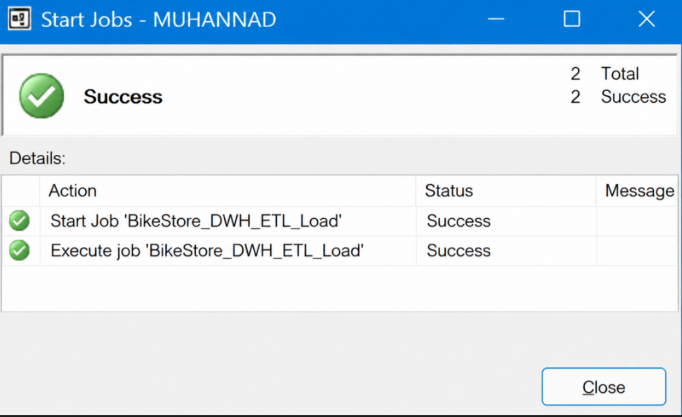 Start Jobs - MUHANNAD
Success
2 Total
2 Success
Details:
Action Status Message
Start Job 'BikeStore_DWH_ETL_Load' Success
Execute job 'BikeStore_DWH_ETL_Load' Success
Close